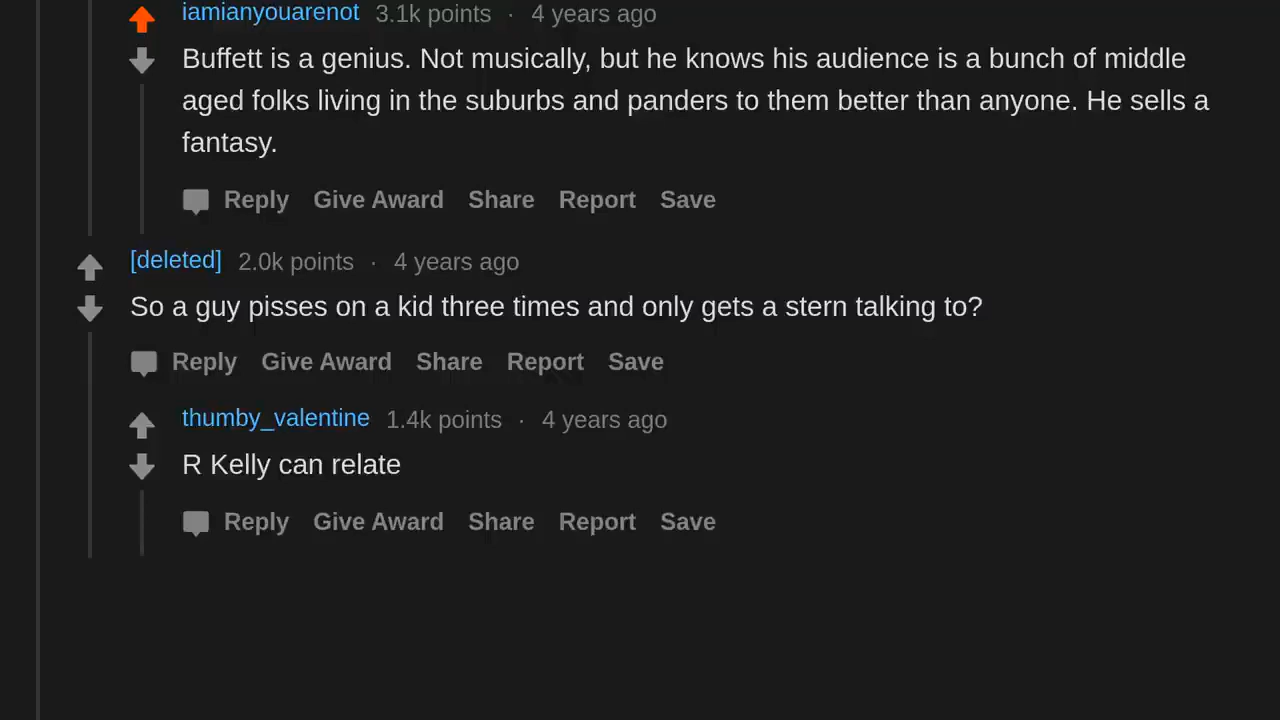 iamianyouarenot 3.1k points · 4 years ago
Buffett is a genius. Not musically, but he knows his audience is a bunch of middle
aged folks living in the suburbs and panders to them better than anyone. He sells a
fantasy.
Reply Give Award Share Report Save
[deleted] 2.0k points · 4 years ago
So a guy pisses on a kid three times and only gets a stern talking to?
Reply Give Award Share Report Save
thumby_valentine 1.4k points · 4 years ago
R Kelly can relate
Reply Give Award Share Report Save